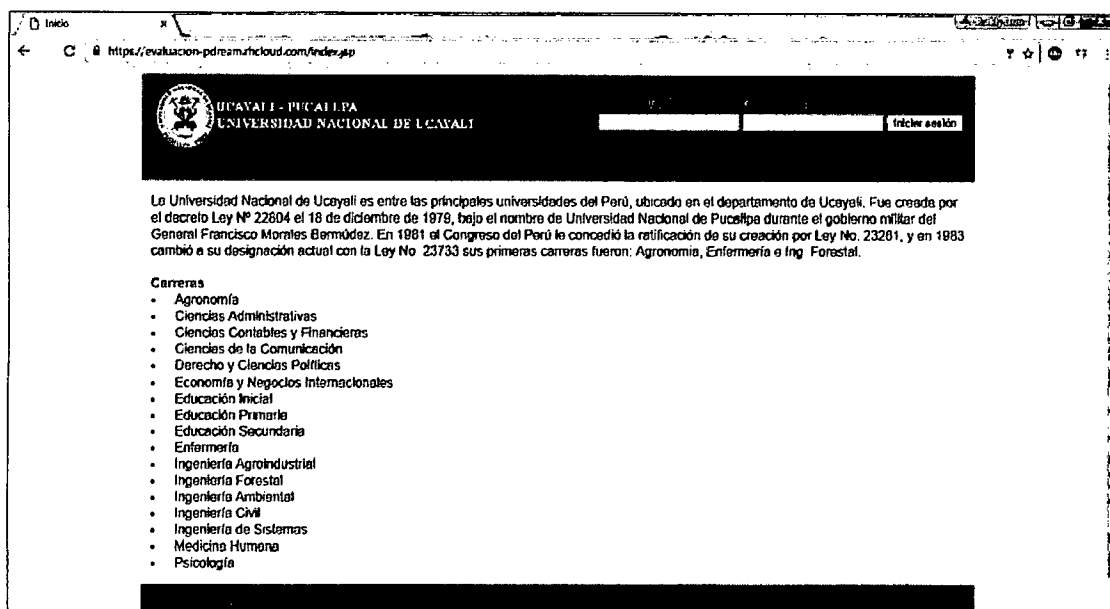 Inicio
https://evaluacion-pdream.rhcloud.com/index.jsp
UCAYALI - PUCALLPA
UNIVERSIDAD NACIONAL DE UCAYALI
Iniciar sesión
La Universidad Nacional de Ucayali es entre las principales universidades del Perú, ubicado en el departamento de Ucayali. Fue creada por
el decreto Ley Nº 22804 el 18 de diciembre de 1979, bajo el nombre de Universidad Nacional de Pucallpa durante el gobierno militar del
General Francisco Morales Bermúdez. En 1981 el Congreso del Perú le concedió la ratificación de su creación por Ley No. 23261, y en 1983
cambió a su designación actual con la Ley No 23733 sus primeras carreras fueron: Agronomía, Enfermería e Ing Forestal.
Carreras
• Agronomía
• Ciencias Administrativas
• Ciencias Contables y Financieras
• Ciencias de la Comunicación
• Derecho y Ciencias Políticas
• Economía y Negocios Internacionales
• Educación Inicial
• Educación Primaria
• Educación Secundaria
• Enfermería
• Ingeniería Agroindustrial
• Ingeniería Forestal
• Ingeniería Ambiental
• Ingeniería Civil
• Ingeniería de Sistemas
• Medicina Humana
• Psicología